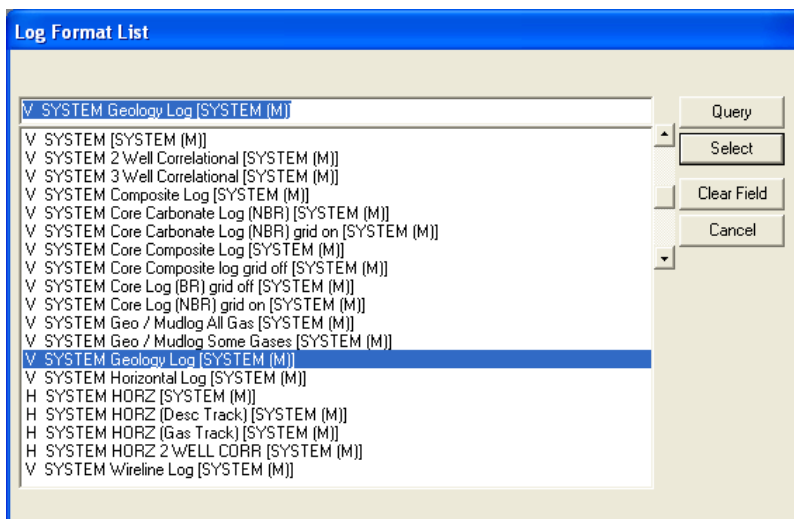 Log Format List
V SYSTEM Geology Log [SYSTEM (M)]
Query
Select
Clear Field
Cancel
V SYSTEM [SYSTEM (M)]
V SYSTEM 2 Well Correlational [SYSTEM (M)]
V SYSTEM 3 Well Correlational [SYSTEM (M)]
V SYSTEM Composite Log [SYSTEM (M)]
V SYSTEM Core Carbonate Log (NBR) [SYSTEM (M)]
V SYSTEM Core Carbonate Log (NBR) grid on [SYSTEM (M)]
V SYSTEM Core Composite Log [SYSTEM (M)]
V SYSTEM Core Composite log grid off [SYSTEM (M)]
V SYSTEM Core Log (BR) grid off [SYSTEM (M)]
V SYSTEM Core Log (NBR) grid on [SYSTEM (M)]
V SYSTEM Geo / Mudlog All Gas [SYSTEM (M)]
V SYSTEM Geo / Mudlog Some Gases [SYSTEM (M)]
V SYSTEM Geology Log [SYSTEM (M)]
V SYSTEM Horizontal Log [SYSTEM (M)]
H SYSTEM HORZ [SYSTEM (M)]
H SYSTEM HORZ (Desc Track) [SYSTEM (M)]
H SYSTEM HORZ (Gas Track) [SYSTEM (M)]
H SYSTEM HORZ 2 WELL CORR [SYSTEM (M)]
V SYSTEM Wireline Log [SYSTEM (M)]